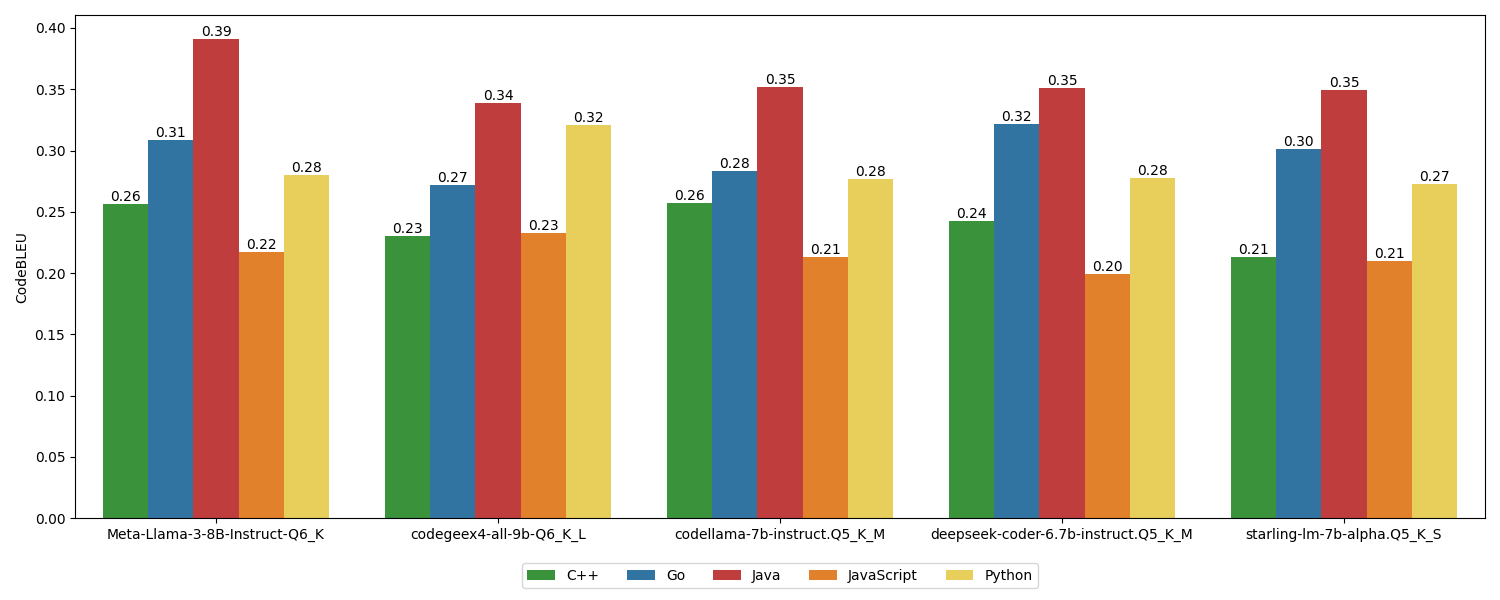 CodeBLEU
0.40
0.35
0.30
0.25
0.20
0.15
0.10
0.05
0.00
0.26 0.31 0.39 0.22 0.28
0.23 0.27 0.34 0.23 0.32
0.26 0.28 0.35 0.21 0.28
0.24 0.32 0.35 0.20 0.28
0.21 0.30 0.35 0.21 0.27
Meta-Llama-3-8B-Instruct-Q6_K codegeex4-all-9b-Q6_K_L codellama-7b-instruct.Q5_K_M deepseek-coder-6.7b-instruct.Q5_K_M starling-lm-7b-alpha.Q5_K_S
C++ Go Java JavaScript Python